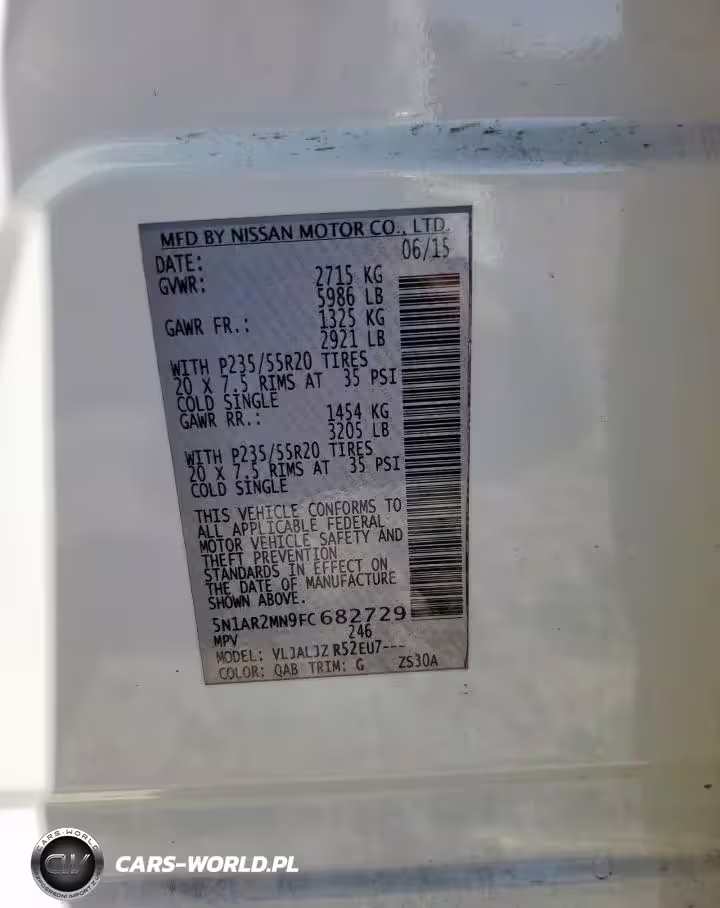 MFD BY NISSAN MOTOR CO., LTD.
DATE: 06/15
GVWR: 2715 KG
5986 LB
GAWR FR.: 1325 KG
2921 LB
WITH P235/55R20 TIRES
20 X 7.5 RIMS AT 35 PSI
COLD SINGLE
GAWR RR.: 1454 KG
3205 LB
WITH P235/55R20 TIRES
20 X 7.5 RIMS AT 35 PSI
COLD SINGLE
THIS VEHICLE CONFORMS TO
ALL APPLICABLE FEDERAL
MOTOR VEHICLE SAFETY AND
THEFT PREVENTION
STANDARDS IN EFFECT ON
THE DATE OF MANUFACTURE
SHOWN ABOVE.
5N1AR2MN9FC682729
MPV 246
MODEL: VLJALJZ R52EU7---
COLOR: QAB TRIM: G ZS30A
CARS-WORLD
CW
CARS-WORLD.PL